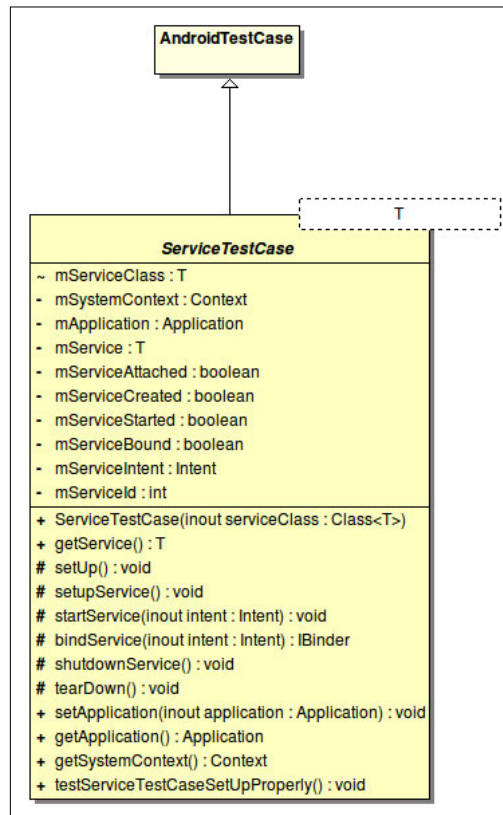 AndroidTestCase
T
ServiceTestCase
~ mServiceClass : T
- mSystemContext : Context
- mApplication : Application
- mService : T
- mServiceAttached : boolean
- mServiceCreated : boolean
- mServiceStarted : boolean
- mServiceBound : boolean
- mServiceIntent : Intent
- mServiceId : int
+ ServiceTestCase(inout serviceClass : Class<T>)
+ getService() : T
# setUp() : void
# setupService() : void
# startService(inout intent : Intent) : void
# bindService(inout intent : Intent) : IBinder
# shutdownService() : void
# tearDown() : void
+ setApplication(inout application : Application) : void
+ getApplication() : Application
+ getSystemContext() : Context
+ testServiceTestCaseSetUpProperly() : void